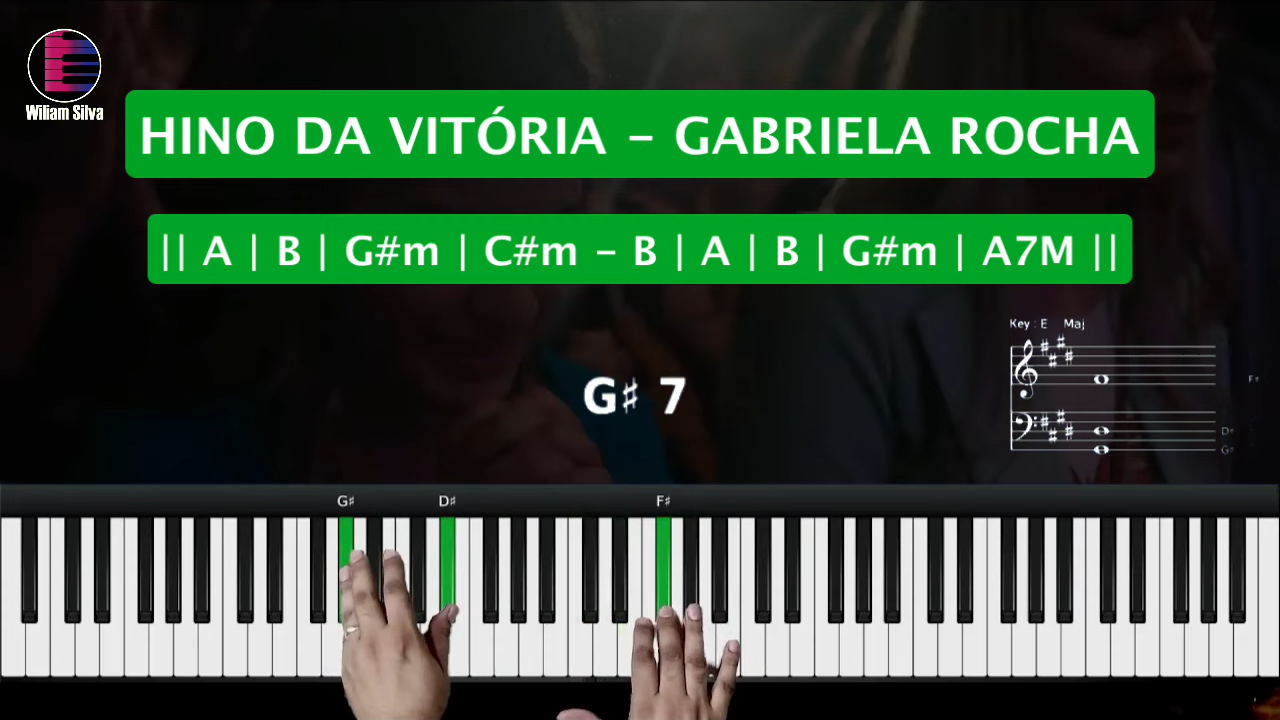 Wiliam Silva
HINO DA VITÓRIA – GABRIELA ROCHA
|| A | B | G#m | C#m – B | A | B | G#m | A7M ||
Key : E Maj
F♯
G♯ 7
D♯
G♯
G♯ D♯ F♯